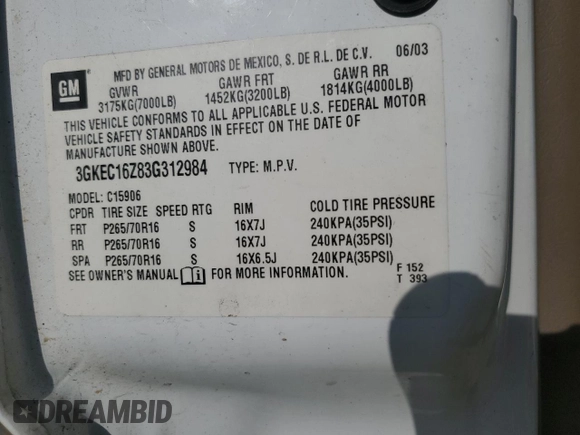 GM
MFD BY GENERAL MOTORS DE MEXICO, S. DE R.L. DE C.V. 06/03
GVWR GAWR FRT GAWR RR
3175KG(7000LB) 1452KG(3200LB) 1814KG(4000LB)
THIS VEHICLE CONFORMS TO ALL APPLICABLE U.S. FEDERAL MOTOR
VEHICLE SAFETY STANDARDS IN EFFECT ON THE DATE OF
MANUFACTURE SHOWN ABOVE.
3GKEC16Z83G312984 TYPE: M.P.V.
MODEL: C15906
CPDR TIRE SIZE SPEED RTG RIM COLD TIRE PRESSURE
FRT P265/70R16 S 16X7J 240KPA(35PSI)
RR P265/70R16 S 16X7J 240KPA(35PSI)
SPA P265/70R16 S 16X6.5J 240KPA(35PSI)
SEE OWNER'S MANUAL FOR MORE INFORMATION.
F 152
T 393
DREAMBID